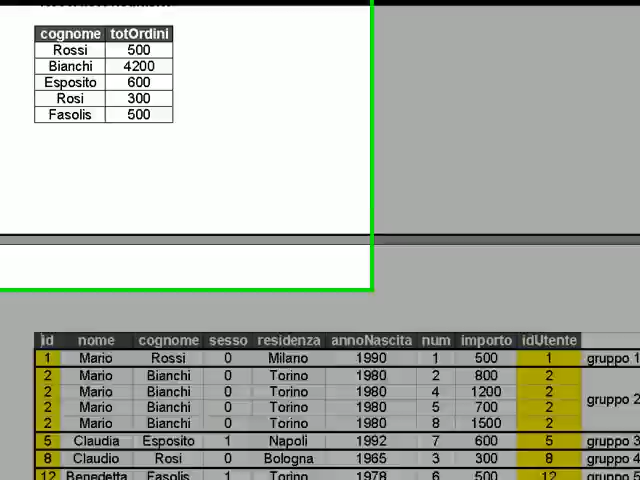 cognome totOrdini
Rossi 500
Bianchi 4200
Esposito 600
Rosi 300
Fasolis 500
id nome cognome sesso residenza annoNascita num importo idUtente
1 Mario Rossi 0 Milano 1990 1 500 1 gruppo 1
2 Mario Bianchi 0 Torino 1980 2 800 2
2 Mario Bianchi 0 Torino 1980 4 1200 2
gruppo 2
2 Mario Bianchi 0 Torino 1980 5 700 2
2 Mario Bianchi 0 Torino 1980 8 1500 2
5 Claudia Esposito 1 Napoli 1992 7 600 5 gruppo 3
8 Claudio Rosi 0 Bologna 1965 3 300 8 gruppo 4
12 Benedetta Fasolis 1 Torino 1978 6 500 12 gruppo 5